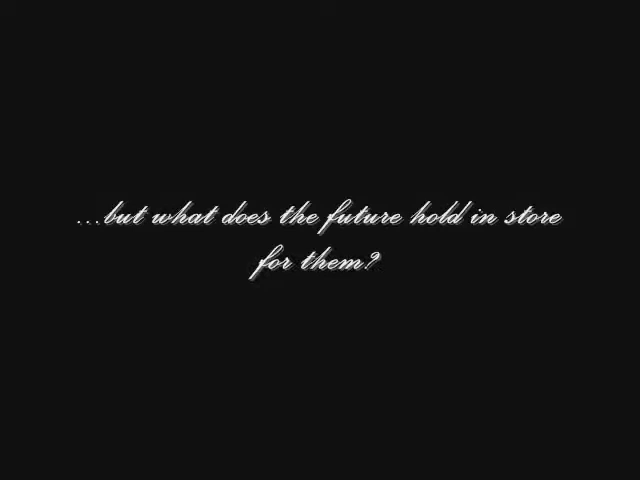 ...but what does the future hold in store
for them?